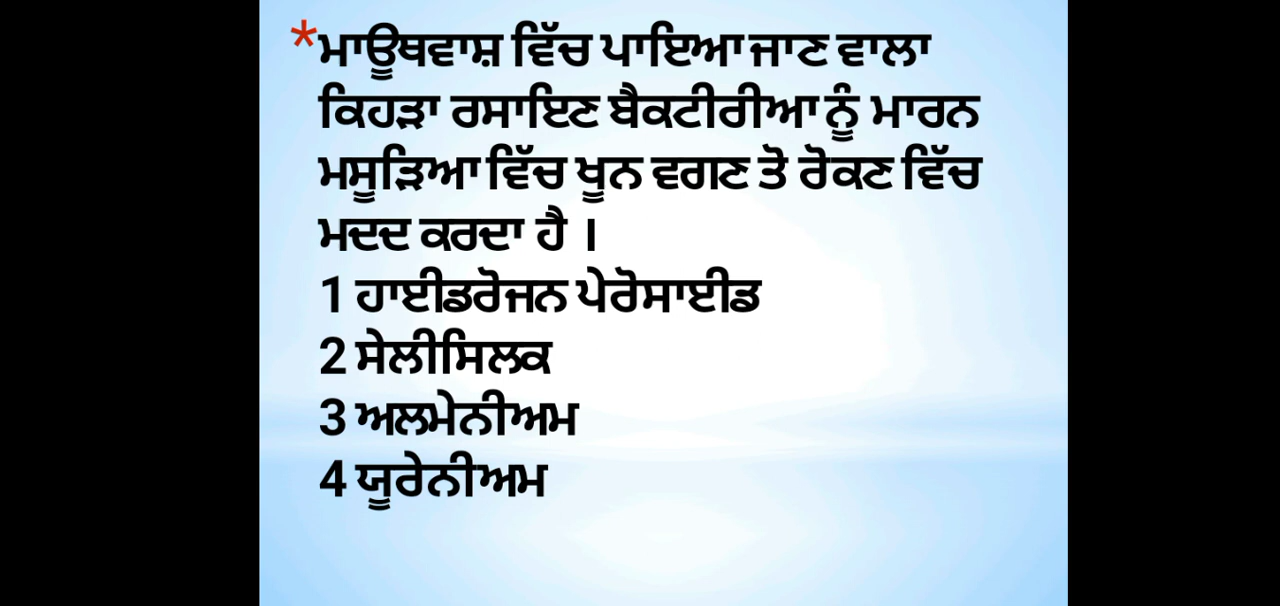 *ਮਾਊਥਵਾਸ਼ ਵਿੱਚ ਪਾਇਆ ਜਾਣ ਵਾਲਾ
ਕਿਹੜਾ ਰਸਾਇਣ ਬੈਕਟੀਰੀਆ ਨੂੰ ਮਾਰਨ
ਮਸੂੜਿਆ ਵਿੱਚ ਖੂਨ ਵਗਣ ਤੋ ਰੋਕਣ ਵਿੱਚ
ਮਦਦ ਕਰਦਾ ਹੈ ।
1 ਹਾਈਡਰੋਜਨ ਪੇਰੋਸਾਈਡ
2 ਸੇਲੀਸਿਲਕ
3 ਅਲਮੇਨੀਅਮ
4 ਯੂਰੇਨੀਅਮ